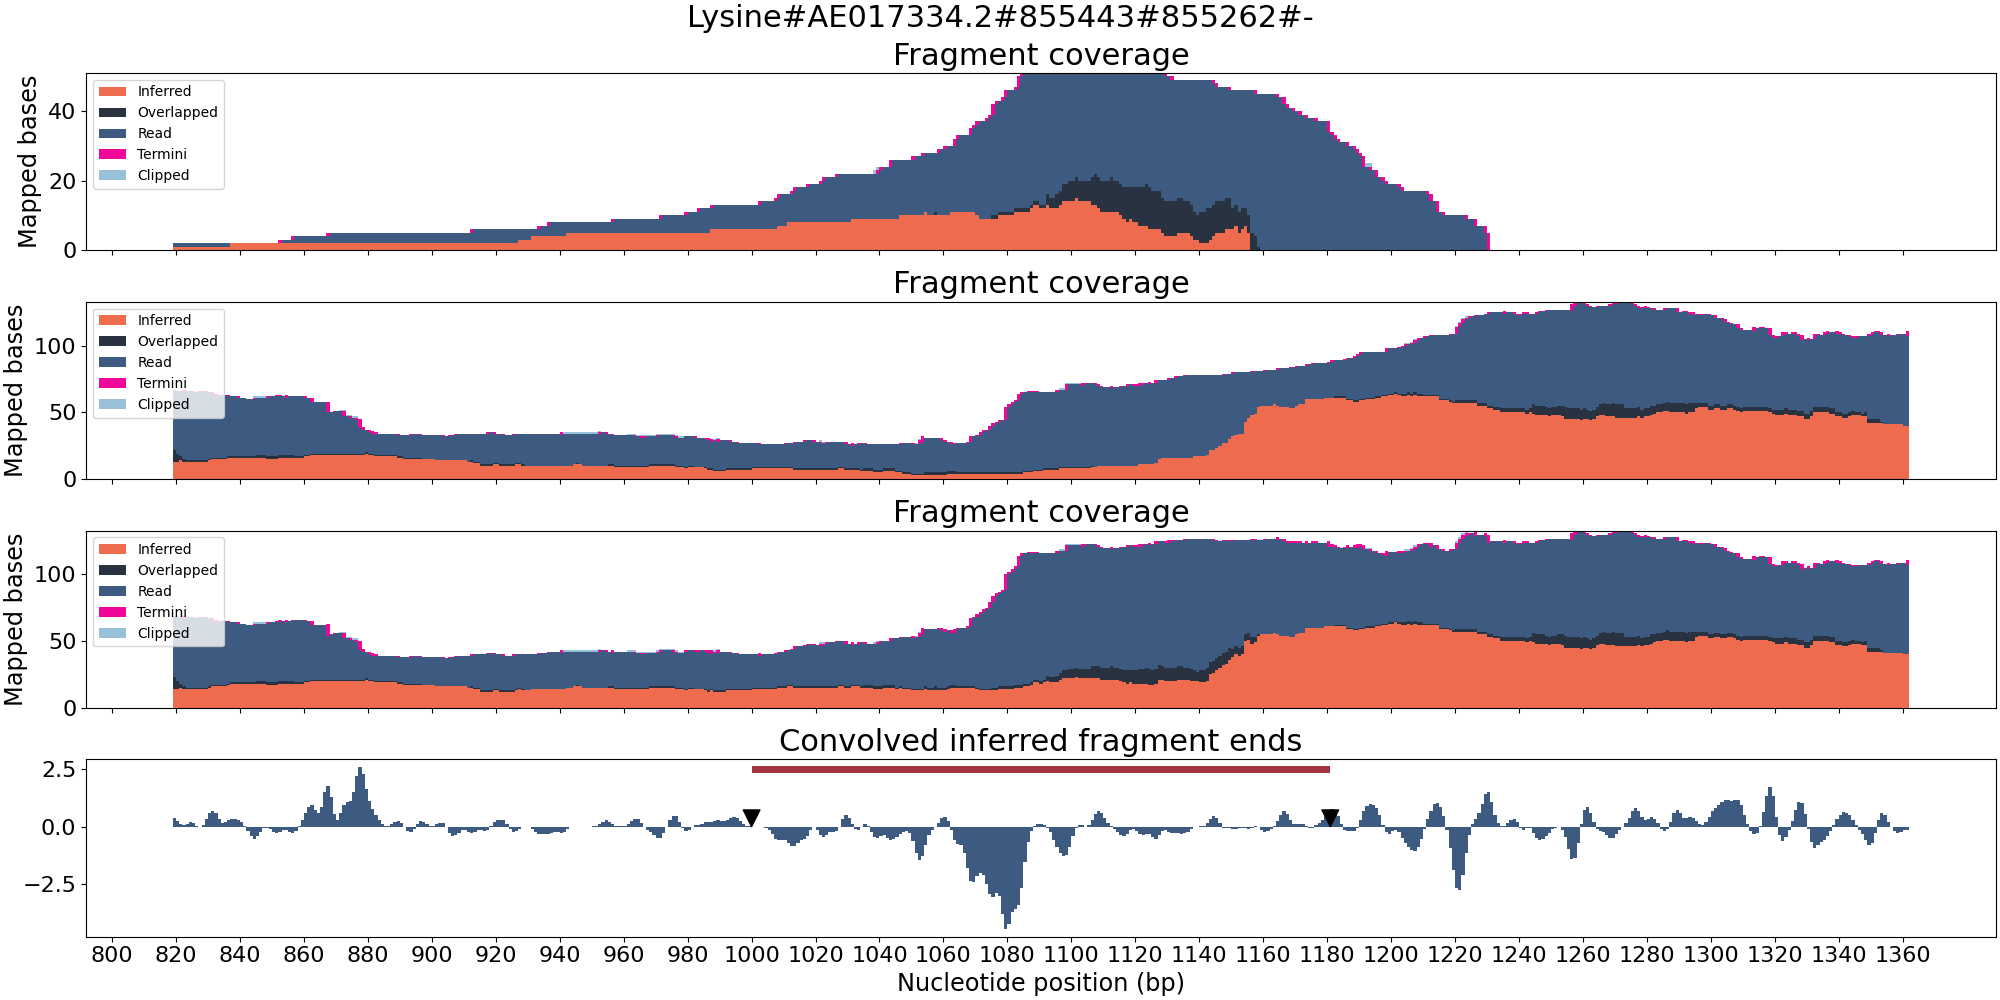 Lysine#AE017334.2#855443#855262#-
Fragment coverage
Mapped bases
40
20
0
Inferred
Overlapped
Read
Termini
Clipped
Fragment coverage
Mapped bases
100
50
0
Inferred
Overlapped
Read
Termini
Clipped
Fragment coverage
Mapped bases
100
50
0
Inferred
Overlapped
Read
Termini
Clipped
Convolved inferred fragment ends
2.5
0.0
−2.5
800 820 840 860 880 900 920 940 960 980 1000 1020 1040 1060 1080 1100 1120 1140 1160 1180 1200 1220 1240 1260 1280 1300 1320 1340 1360
Nucleotide position (bp)